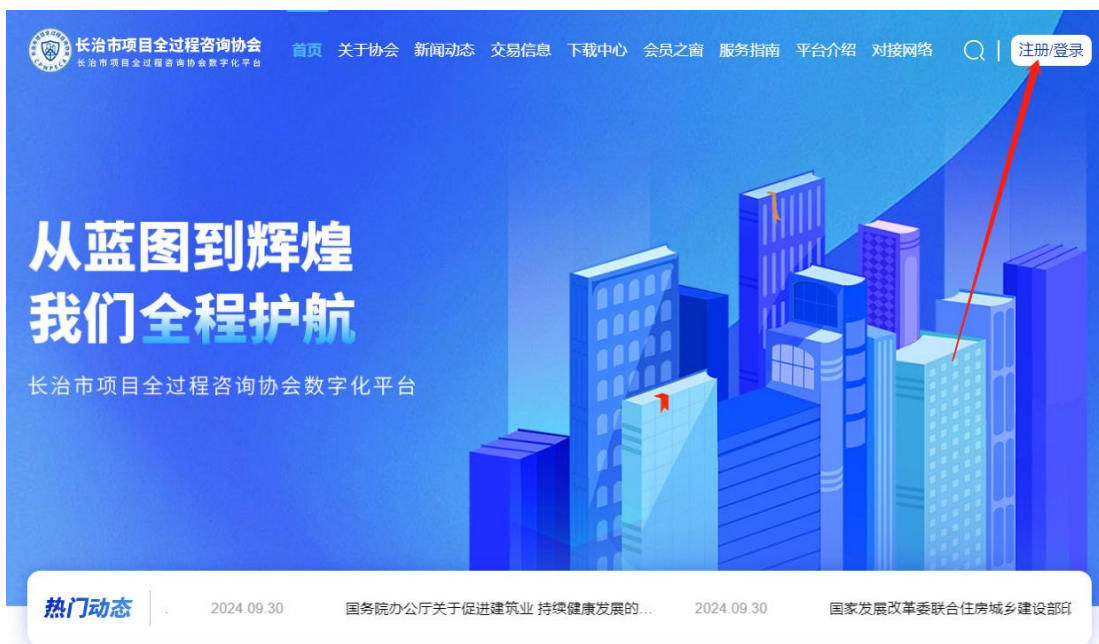 长治市项目全过程咨询协会
长治市项目全过程咨询协会数字化平台
CPWPSCA
首页 关于协会 新闻动态 交易信息 下载中心 会员之窗 服务指南 平台介绍 对接网络 注册/登录
从蓝图到辉煌
我们全程护航
长治市项目全过程咨询协会数字化平台
热门动态 . 2024.09.30 国务院办公厅关于促进建筑业 持续健康发展的... 2024.09.30 国家发展改革委联合住房城乡建设部印